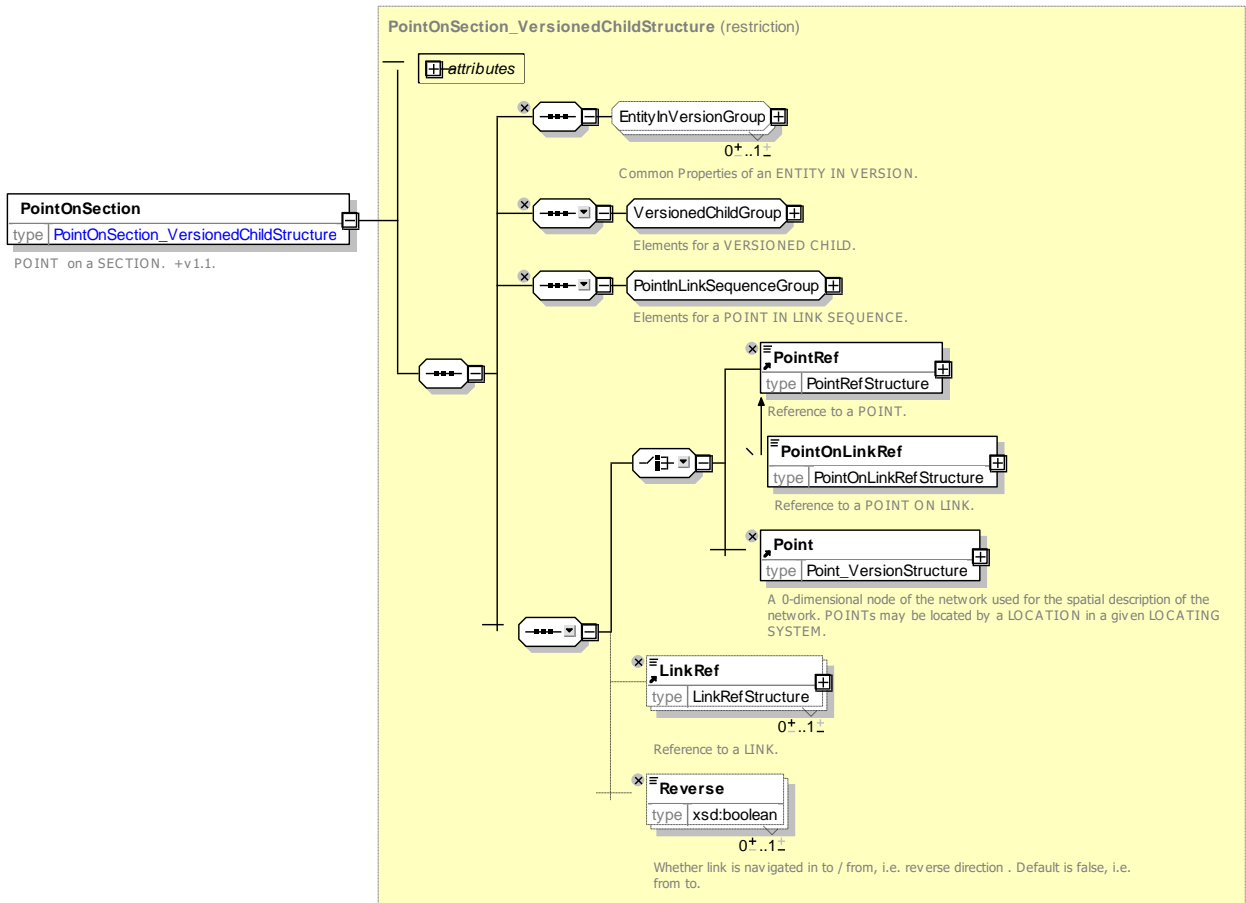 PointOnSection_VersionedChildStructure (restriction)
attributes
EntityInVersionGroup
0..1
Common Properties of an ENTITY IN VERSION.
PointOnSection
type PointOnSection_VersionedChildStructure
POINT on a SECTION. +v1.1.
VersionedChildGroup
Elements for a VERSIONED CHILD.
PointInLinkSequenceGroup
Elements for a POINT IN LINK SEQUENCE.
PointRef
type PointRefStructure
Reference to a POINT.
PointOnLinkRef
type PointOnLinkRefStructure
Reference to a POINT ON LINK.
Point
type Point_VersionStructure
A 0-dimensional node of the network used for the spatial description of the
network. POINTs may be located by a LOCATION in a given LOCATING
SYSTEM.
LinkRef
type LinkRefStructure
0..1
Reference to a LINK.
Reverse
type xsd:boolean
0..1
Whether link is navigated in to / from, i.e. reverse direction . Default is false, i.e.
from to.